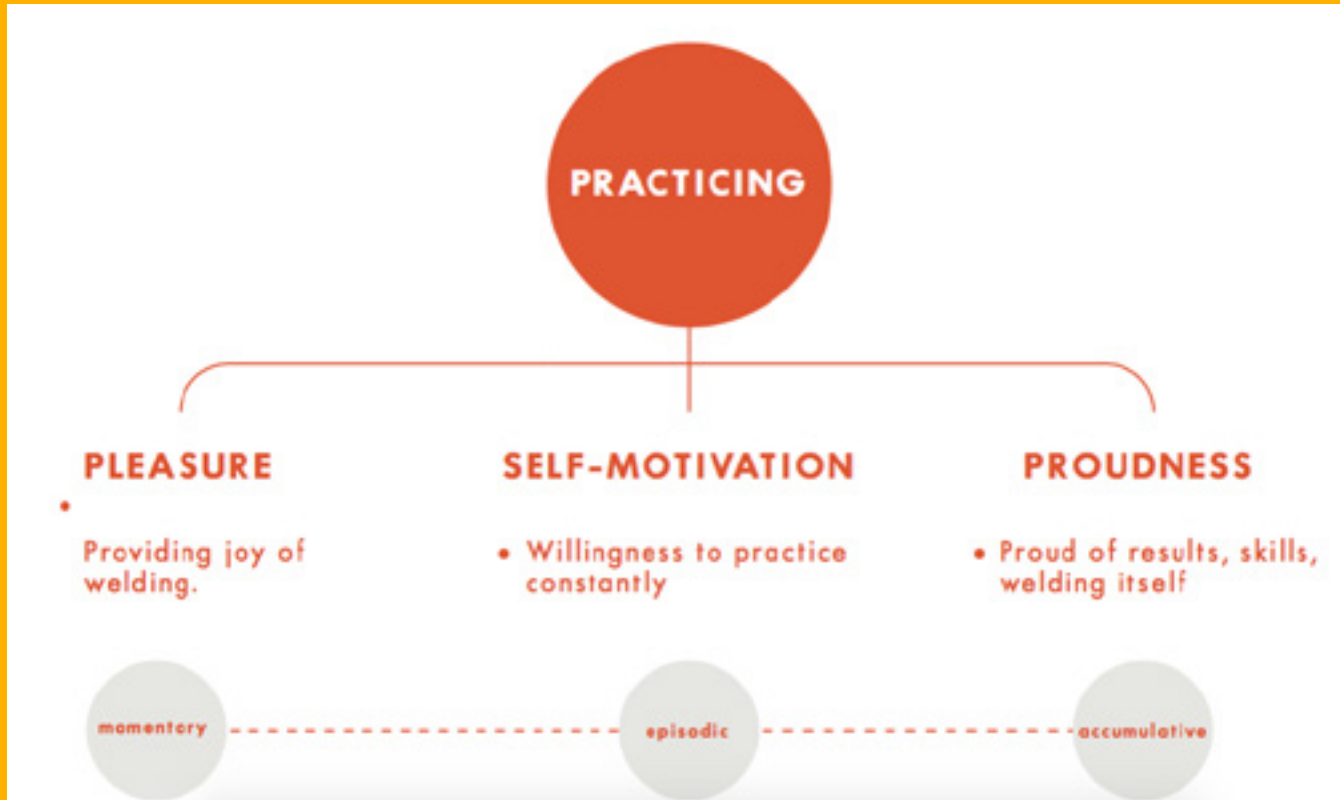 PRACTICING
PLEASURE
• Providing joy of
welding.
SELF-MOTIVATION
• Willingness to practice
constantly
PROUDNESS
• Proud of results, skills,
welding itself
momentary
episodic
accumulative